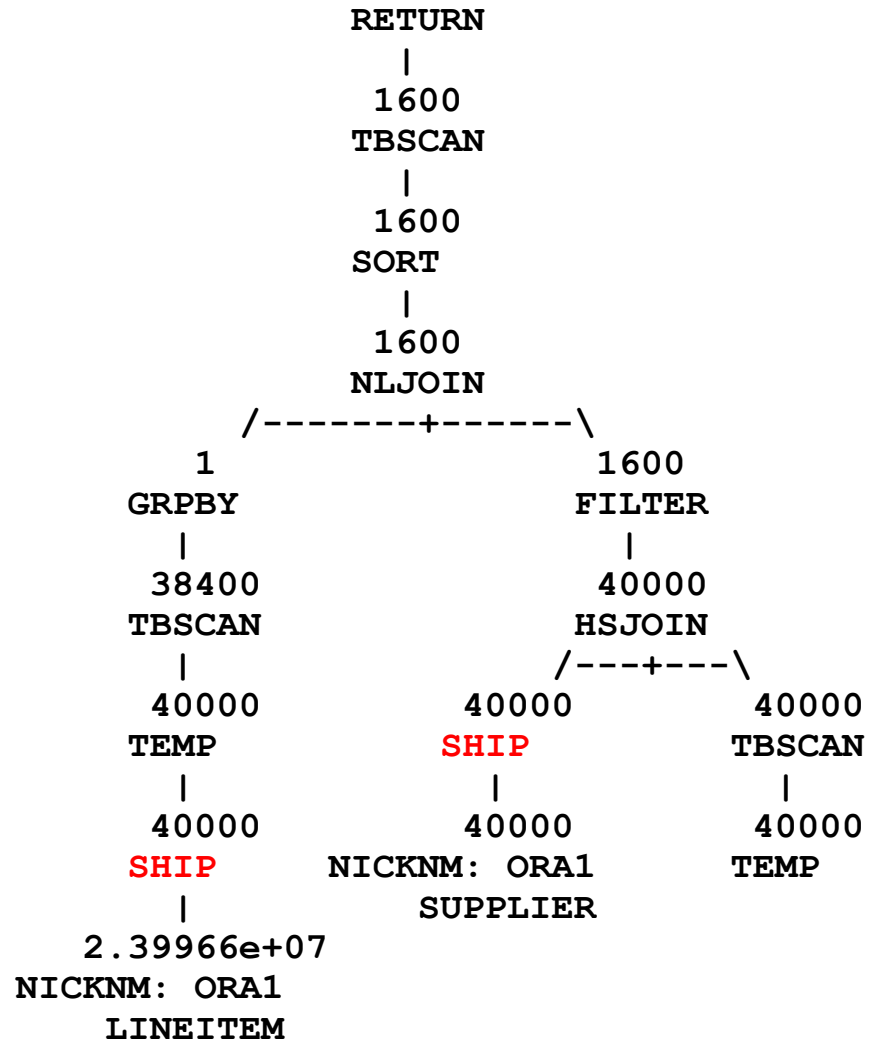 RETURN
|
1600
TBSCAN
|
1600
SORT
|
1600
NLJOIN
/-------+------\
1 1600
GRPBY FILTER
| |
38400 40000
TBSCAN HSJOIN
| /---+---\
40000 40000 40000
TEMP SHIP TBSCAN
| | |
40000 40000 40000
SHIP NICKNM: ORA1 TEMP
| SUPPLIER
2.39966e+07
NICKNM: ORA1
LINEITEM